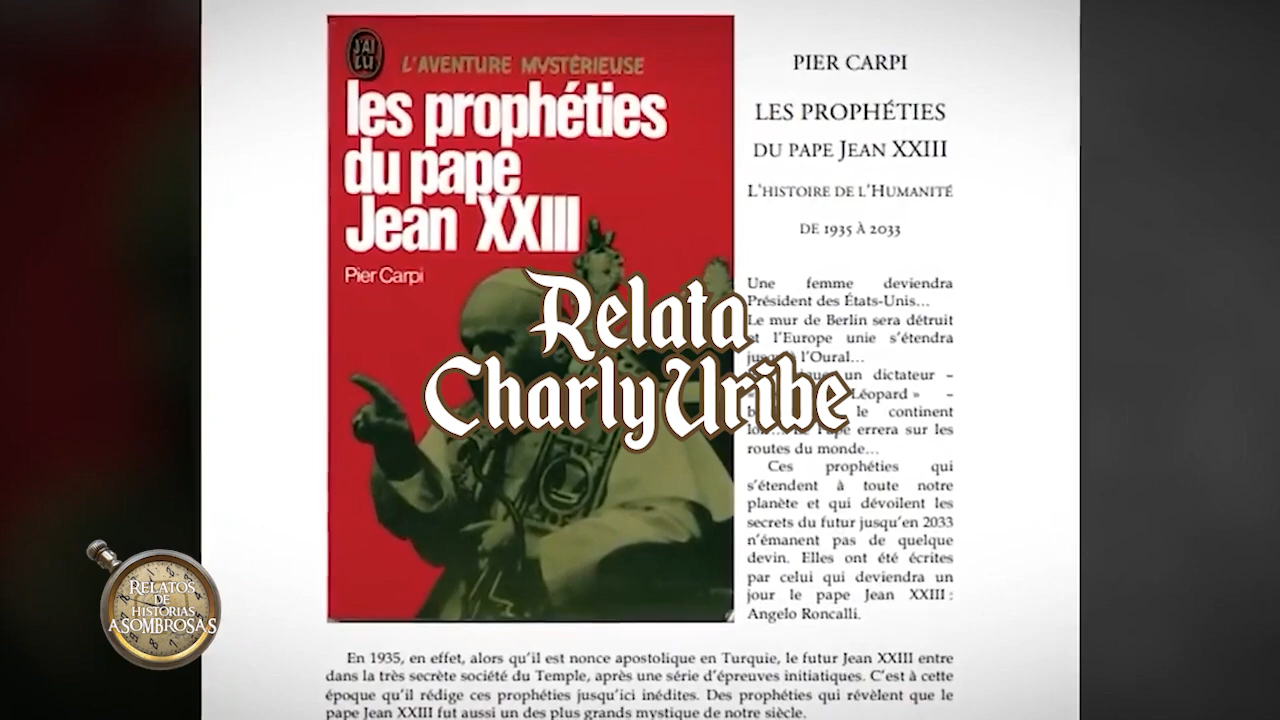 J'AI
LU
L'AVENTURE MYSTÉRIEUSE
les prophéties
du pape
Jean XXIII
Pier Carpi
PIER CARPI
LES PROPHÉTIES
DU PAPE JEAN XXIII
L'HISTOIRE DE L'HUMANITÉ
DE 1935 À 2033
Une femme deviendra
Président des États-Unis...
Le mur de Berlin sera détruit
et l'Europe unie s'étendra
à l'Oural...
un dictateur –
Léopard » –
le continent
errera sur les
routes du monde...
Ces prophéties qui
s'étendent à toute notre
planète et qui dévoilent les
secrets du futur jusqu'en 2033
n'émanent pas de quelque
devin. Elles ont été écrites
par celui qui deviendra un
jour le pape Jean XXIII :
Angelo Roncalli.
En 1935, en effet, alors qu'il est nonce apostolique en Turquie, le futur Jean XXIII entre
dans la très secrète société du Temple, après une série d'épreuves initiatiques. C'est à cette
époque qu'il rédige ces prophéties jusqu'ici inédites. Des prophéties qui révèlent que le
pape Jean XXIII fut aussi un des plus grands mystique de notre siècle.
Relata
Charly Uribe
RELATOS
DE
HISTORIAS
ASOMBROSAS